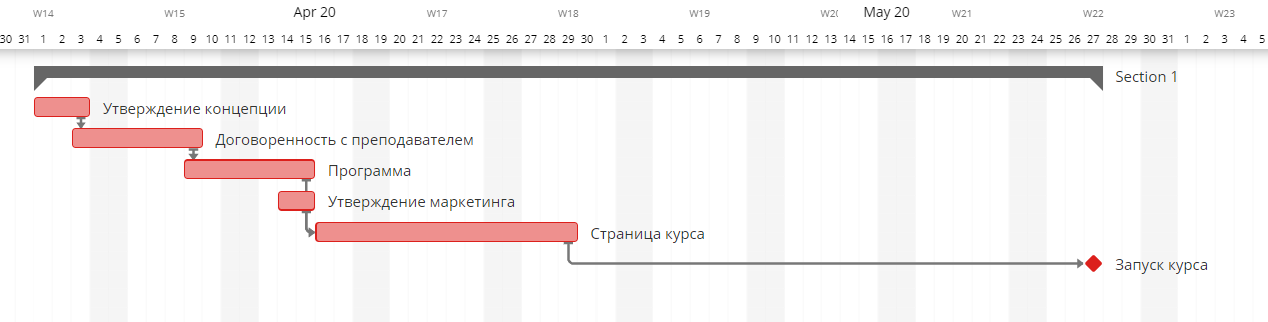 W14 W15 Apr 20 W17 W18 W19 W20 May 20 W21 W22 W23
30 31 1 2 3 4 5 6 7 8 9 10 11 12 13 14 15 16 17 18 19 20 21 22 23 24 25 26 27 28 29 30 1 2 3 4 5 6 7 8 9 10 11 12 13 14 15 16 17 18 19 20 21 22 23 24 25 26 27 28 29 30 31 1 2 3 4 5
Section 1
Утверждение концепции
Договоренность с преподавателем
Программа
Утверждение маркетинга
Страница курса
Запуск курса